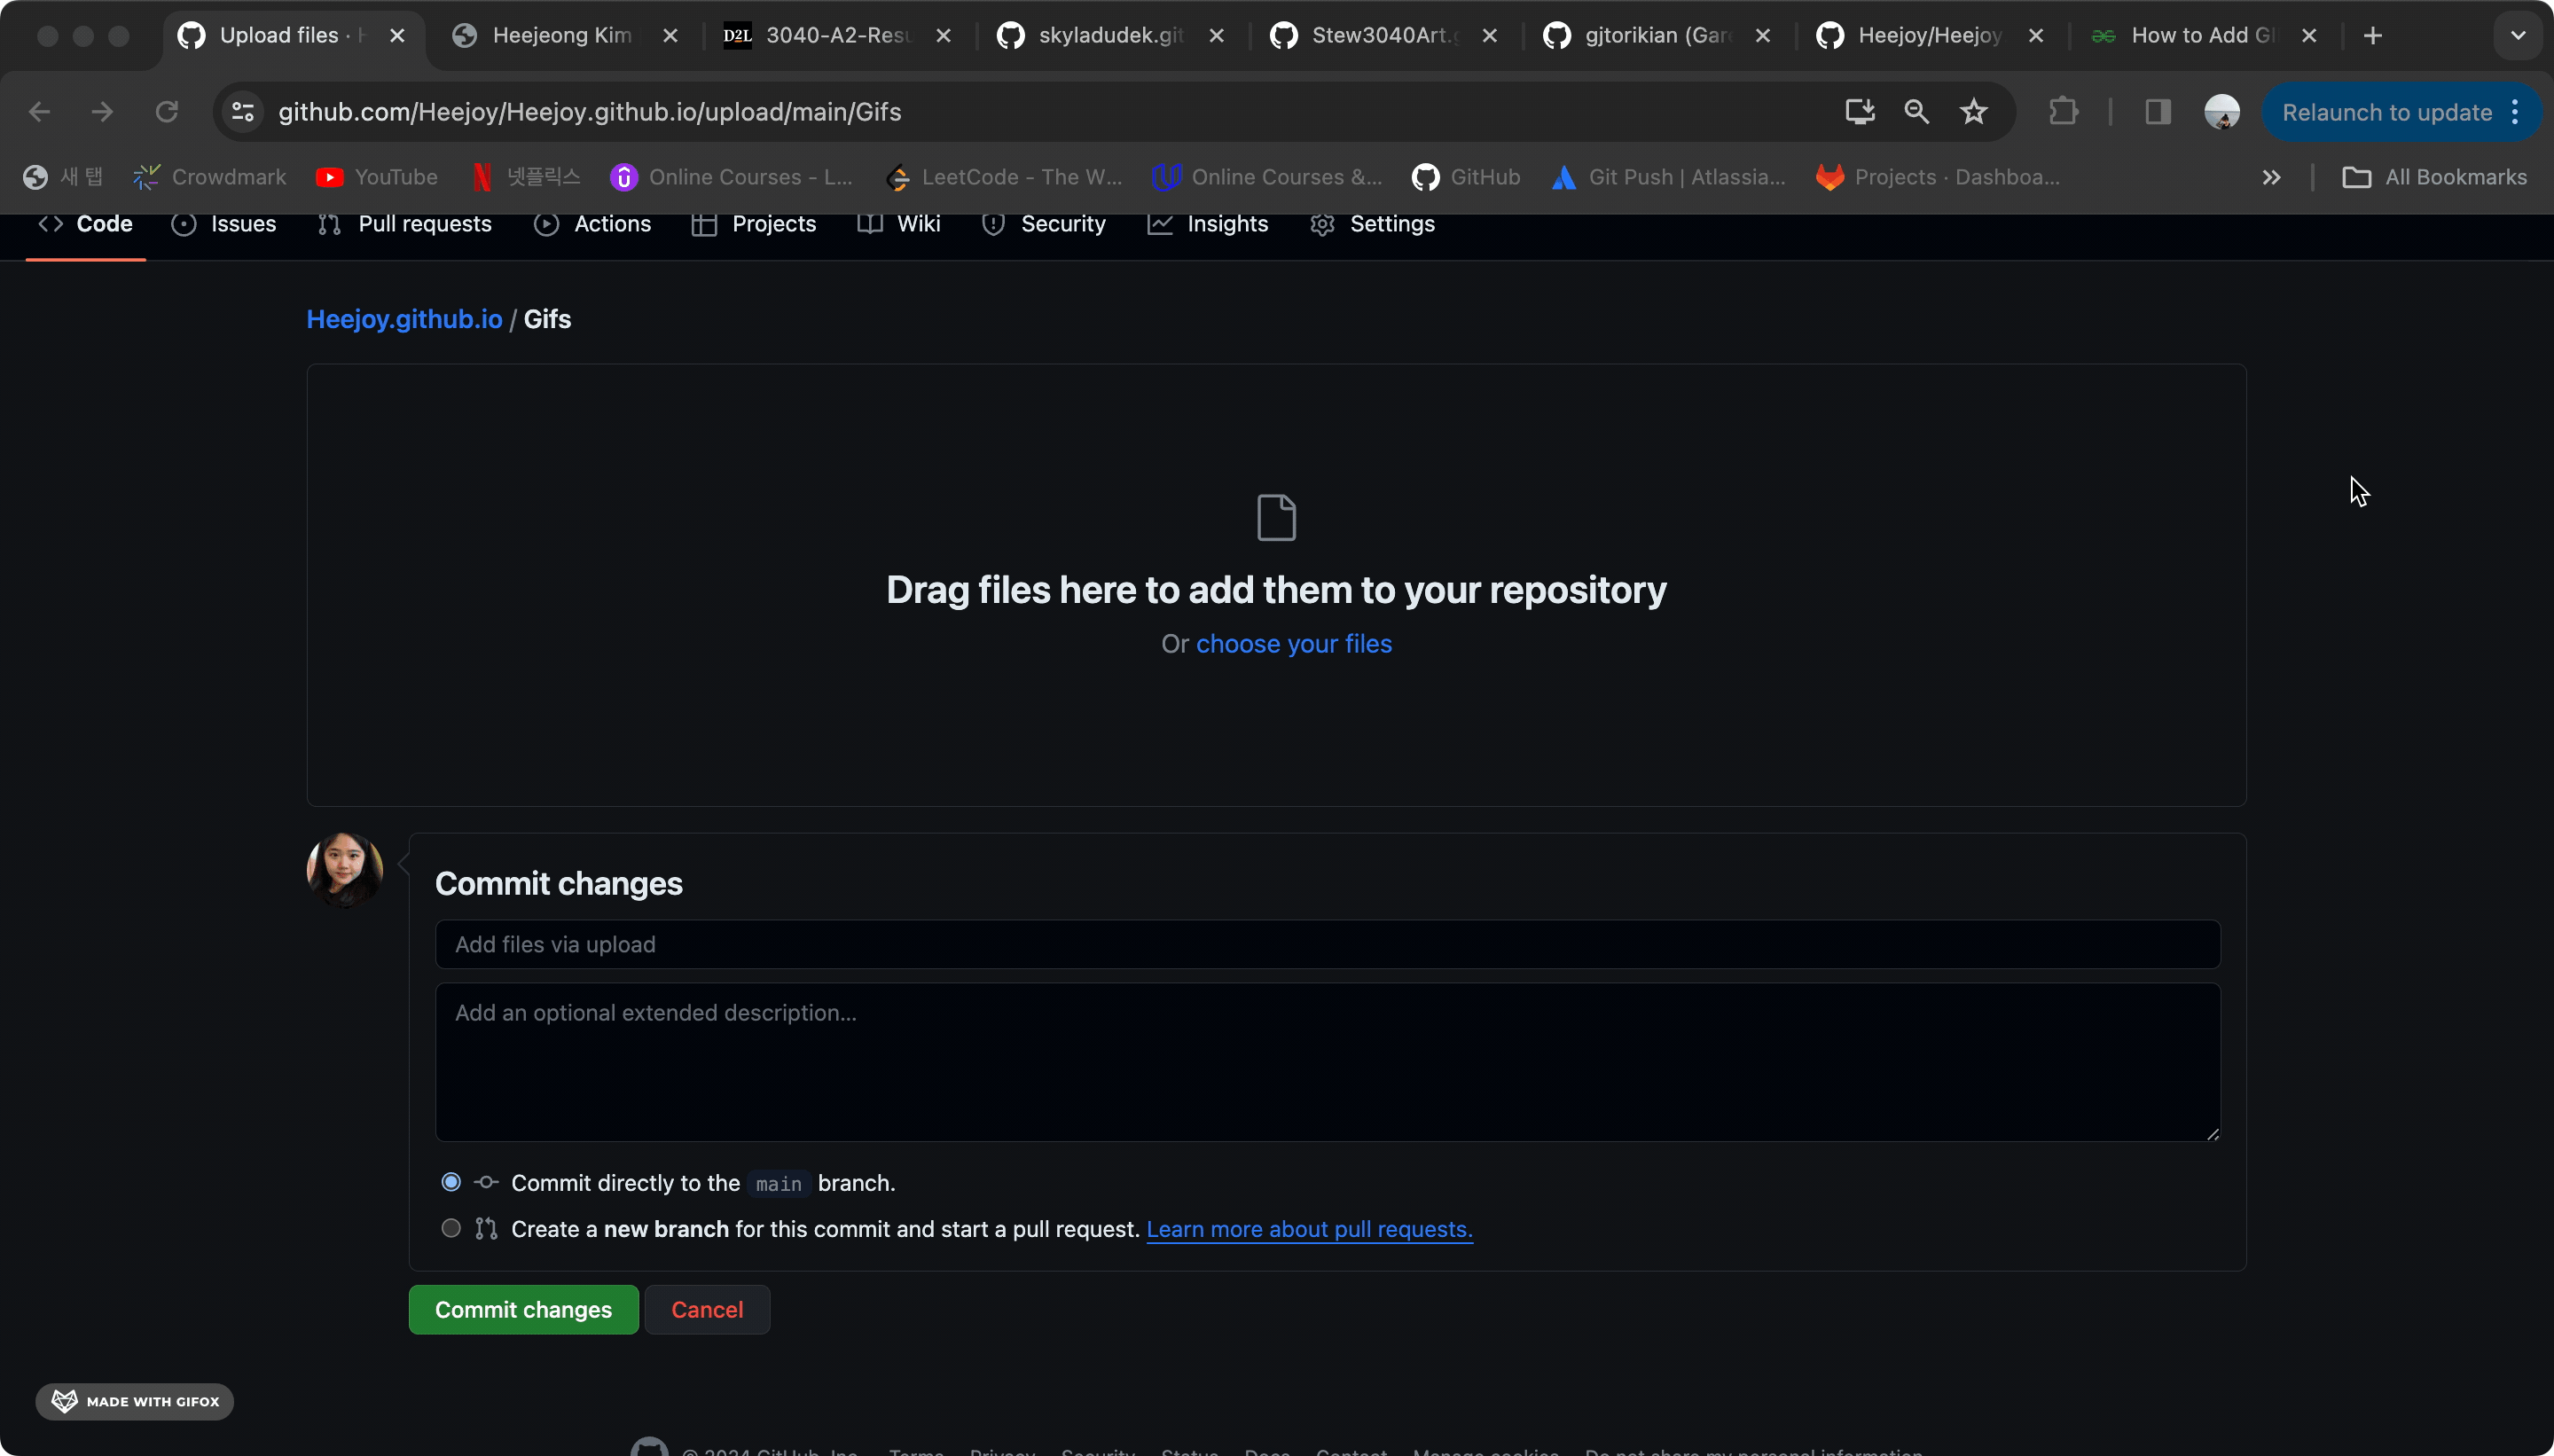 Upload files ·
Heejeong Kim
D2L 3040-A2-Resu
skyladudek.git
Stew3040Art.g
gjtorikian (Gar
Heejoy/Heejoy
How to Add GI
github.com/Heejoy/Heejoy.github.io/upload/main/Gifs
Relaunch to update
새 탭
Crowdmark
YouTube
넷플릭스
Online Courses - L...
LeetCode - The W...
Online Courses &...
GitHub
Git Push | Atlassia...
Projects · Dashboa...
All Bookmarks
Code
Issues
Pull requests
Actions
Projects
Wiki
Security
Insights
Settings
Heejoy.github.io / Gifs
Drag files here to add them to your repository
Or choose your files
Commit changes
Add files via upload
Add an optional extended description...
Commit directly to the main branch.
Create a new branch for this commit and start a pull request. Learn more about pull requests.
Commit changes
Cancel
MADE WITH GIFOX
© 2024 GitHub, Inc. Terms Privacy Security Status Docs Contact Manage cookies Do not share my personal information